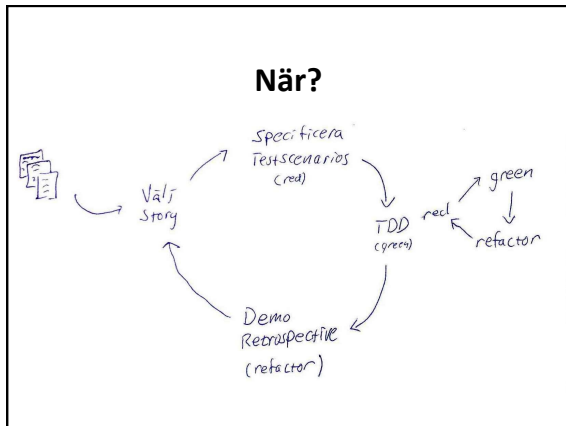 När?
Specificera
Testscenarios
(red)
Välj
Story
TDD
(green)
red
green
refactor
Demo
Retrospective
(refactor)